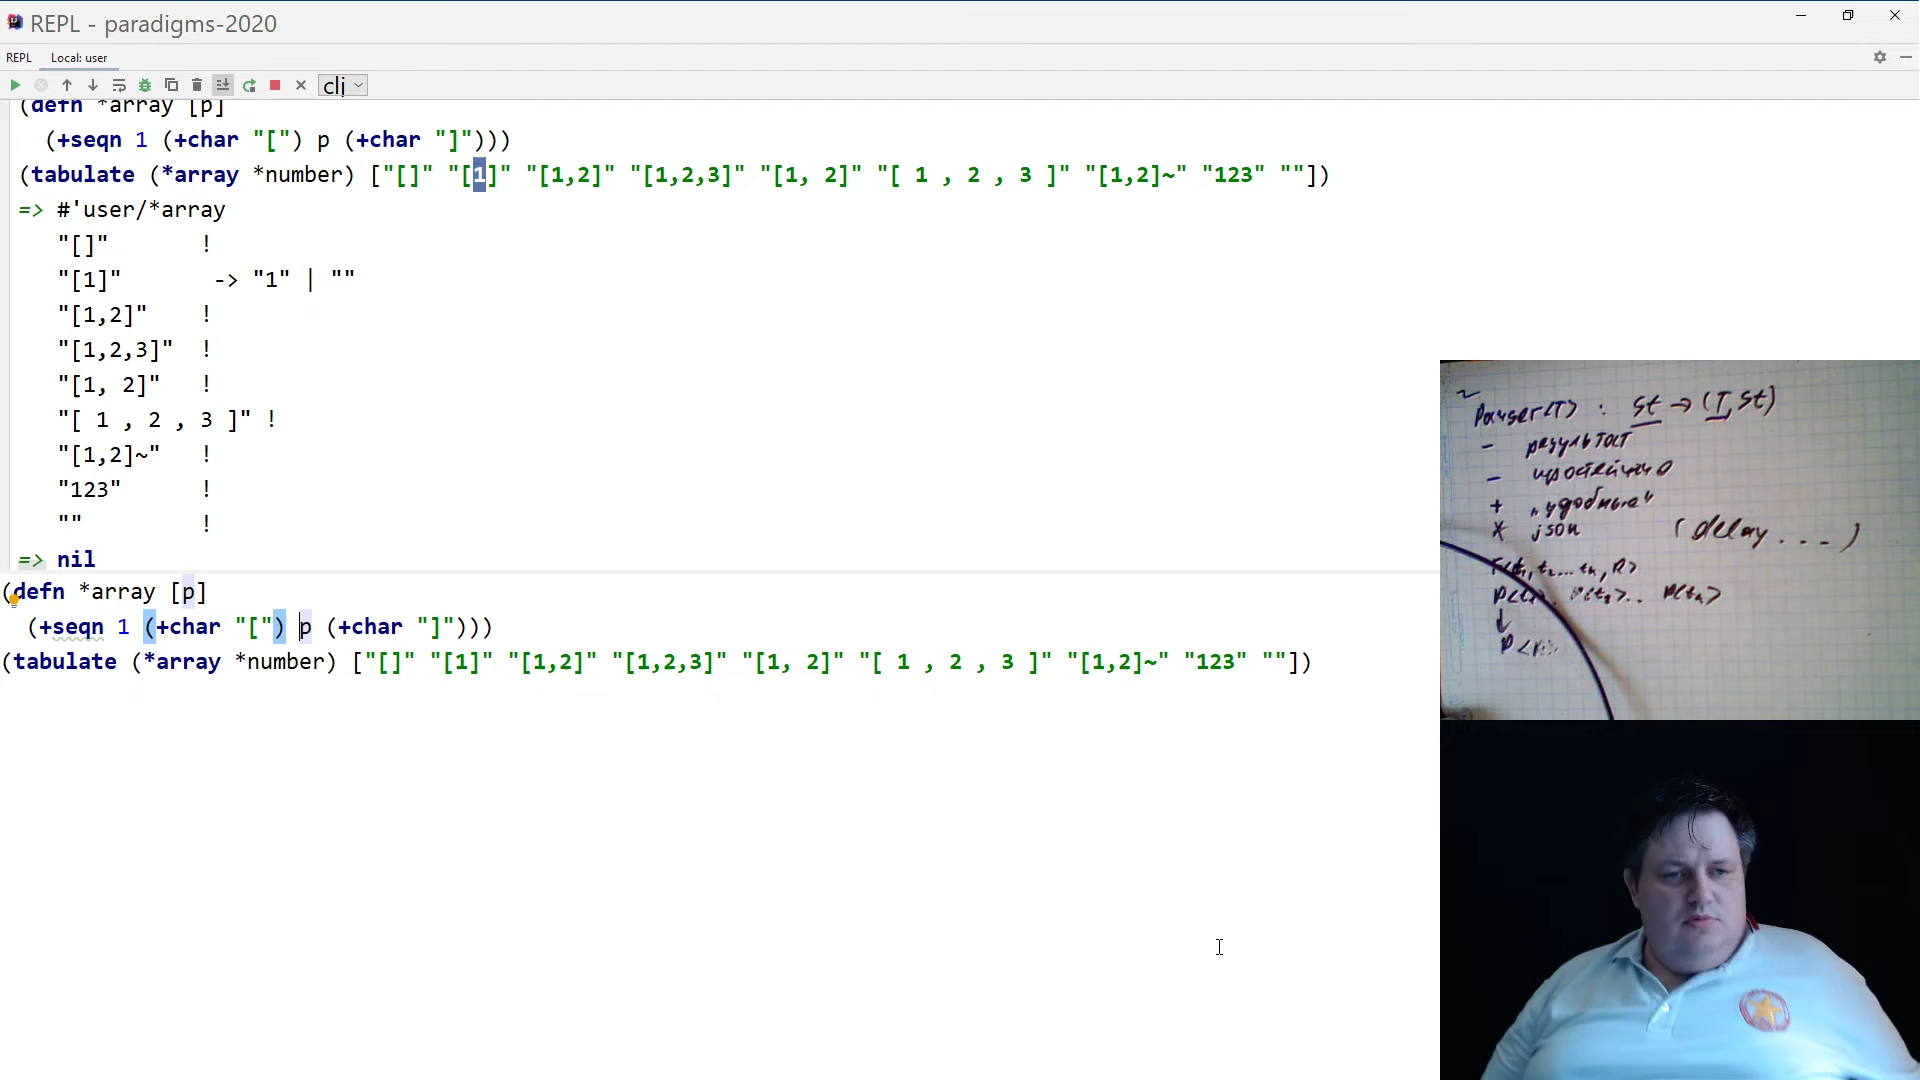 REPL - paradigms-2020
REPL Local: user
clj
(defn *array [p]
(+seqn 1 (+char "[") p (+char "]")))
(tabulate (*array *number) ["[]" "[1]" "[1,2]" "[1,2,3]" "[1, 2]" "[ 1 , 2 , 3 ]" "[1,2]~" "123" ""])
=> #'user/*array
"[]" !
"[1]" -> "1" | ""
"[1,2]" !
"[1,2,3]" !
"[1, 2]" !
"[ 1 , 2 , 3 ]" !
"[1,2]~" !
"123" !
"" !
=> nil
(defn *array [p]
(+seqn 1 (+char "[") p (+char "]")))
(tabulate (*array *number) ["[]" "[1]" "[1,2]" "[1,2,3]" "[1, 2]" "[ 1 , 2 , 3 ]" "[1,2]~" "123" ""])
: St → (T, St)
- результат
-
+ "удобные"
* json (delay . . . )